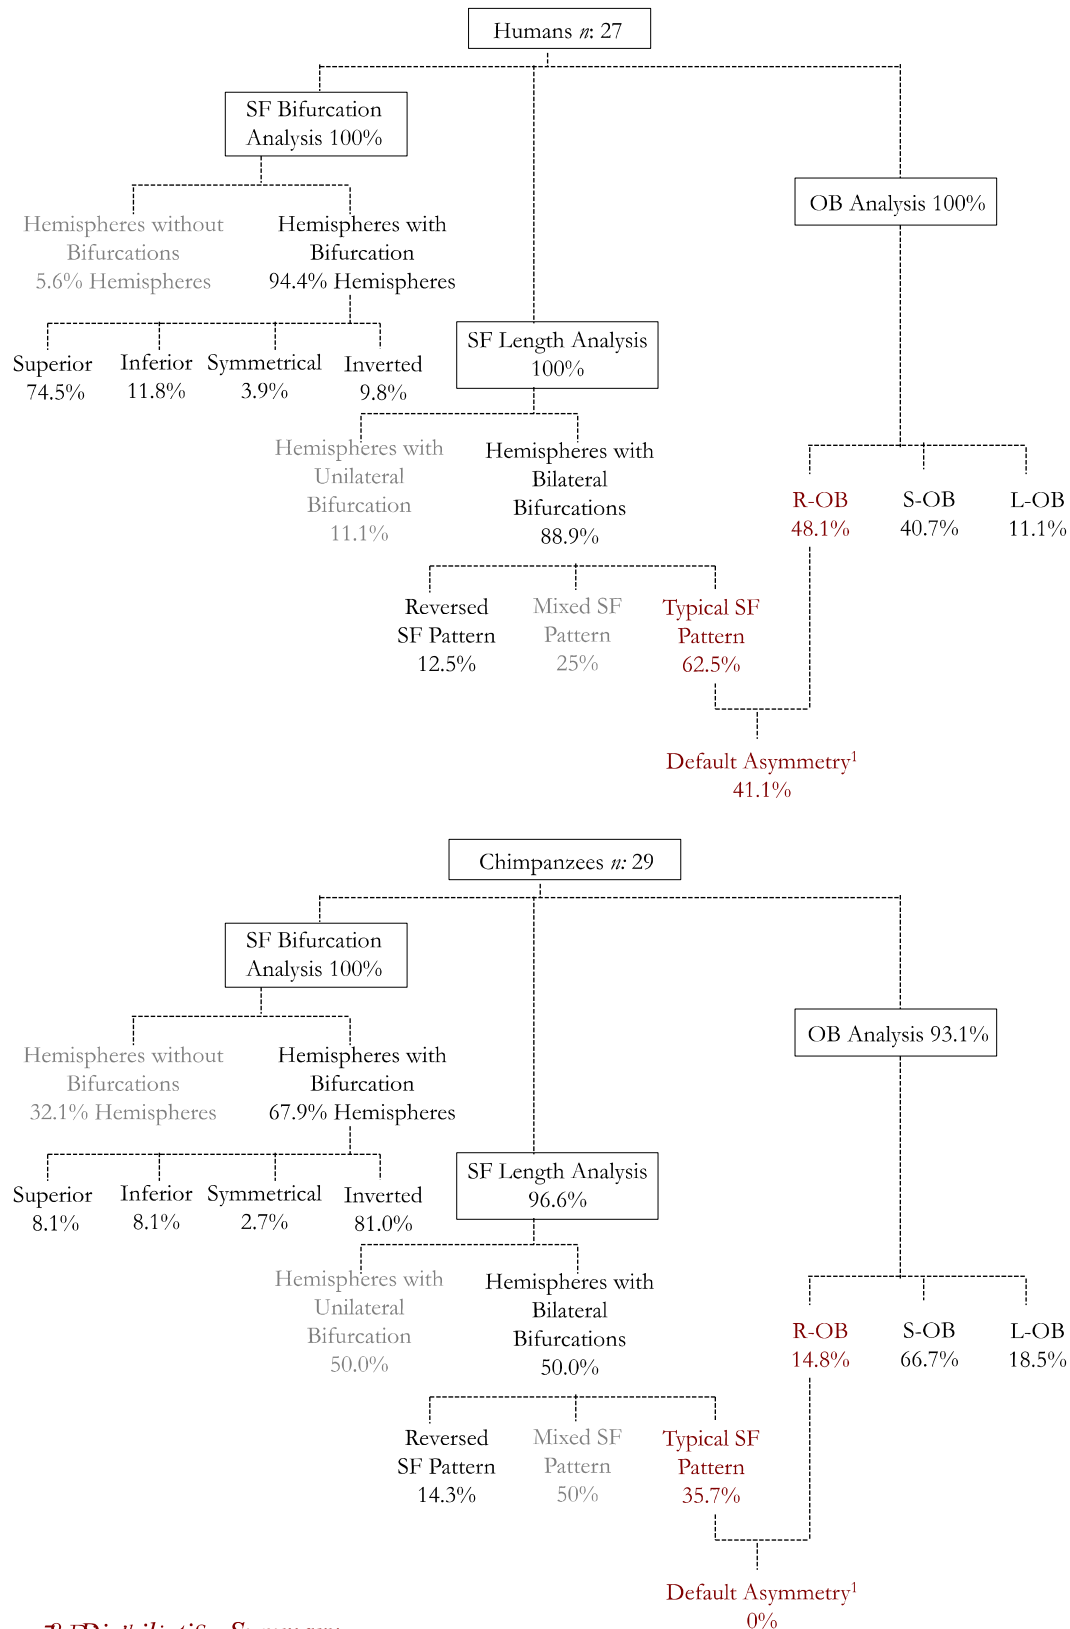 Humans n: 27
SF Bifurcation
Analysis 100%
OB Analysis 100%
Hemispheres without
Bifurcations
5.6% Hemispheres
Hemispheres with
Bifurcation
94.4% Hemispheres
Superior
74.5%
Inferior
11.8%
Symmetrical
3.9%
Inverted
9.8%
SF Length Analysis
100%
Hemispheres with
Unilateral
Bifurcation
11.1%
Hemispheres with
Bilateral
Bifurcations
88.9%
R-OB
48.1%
S-OB
40.7%
L-OB
11.1%
Reversed
SF Pattern
12.5%
Mixed SF
Pattern
25%
Typical SF
Pattern
62.5%
Default Asymmetry¹
41.1%
Chimpanzees n: 29
SF Bifurcation
Analysis 100%
OB Analysis 93.1%
Hemispheres without
Bifurcations
32.1% Hemispheres
Hemispheres with
Bifurcation
67.9% Hemispheres
Superior
8.1%
Inferior
8.1%
Symmetrical
2.7%
Inverted
81.0%
SF Length Analysis
96.6%
Hemispheres with
Unilateral
Bifurcation
50.0%
Hemispheres with
Bilateral
Bifurcations
50.0%
R-OB
14.8%
S-OB
66.7%
L-OB
18.5%
Reversed
SF Pattern
14.3%
Mixed SF
Pattern
50%
Typical SF
Pattern
35.7%
Default Asymmetry¹
0%